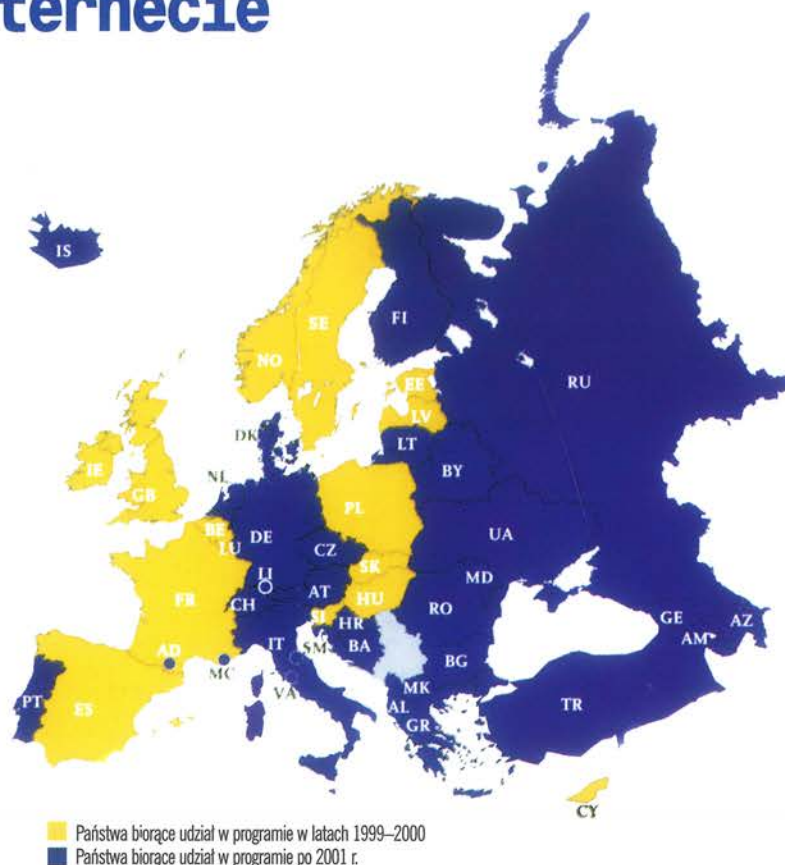 ternecie
IS
FI
SE
NO
RU
EE
LV
DK
LT
IE
NL
BY
GB
PL
BE
DE
UA
LU
CZ
SK
LI
MD
AT
HU
FR
CH
RO
SI
GE
AZ
HR
IT
SM
BA
AM
AD
MC
BG
VA
MK
PT
ES
AL
TR
GR
CY
Państwa biorące udział w programie w latach 1999–2000
Państwa biorące udział w programie po 2001 r.